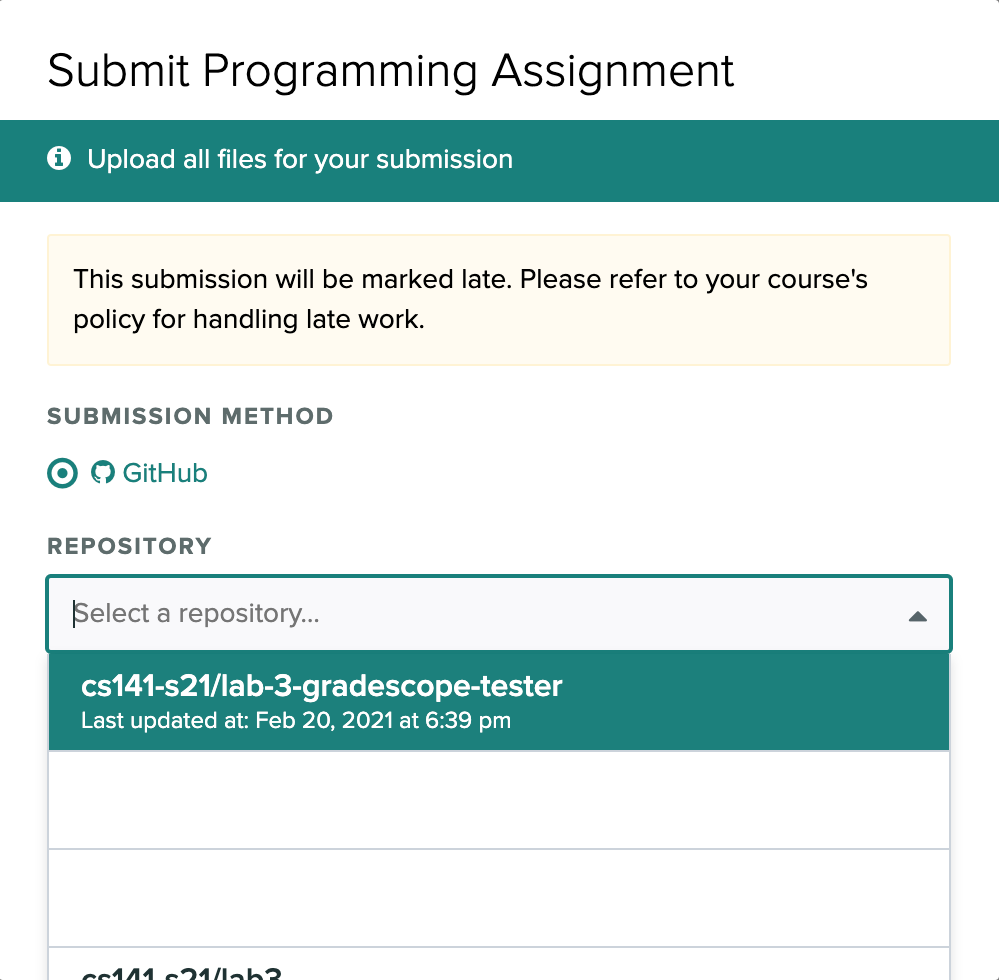 Submit Programming Assignment
Upload all files for your submission
This submission will be marked late. Please refer to your course's
policy for handling late work.
SUBMISSION METHOD
GitHub
REPOSITORY
Select a repository...
cs141-s21/lab-3-gradescope-tester
Last updated at: Feb 20, 2021 at 6:39 pm
cs141-s21/lab3